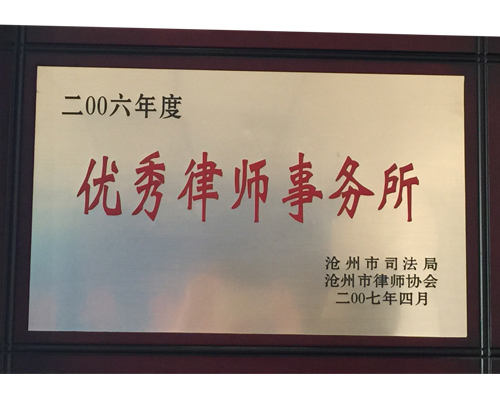 二00六年度
优秀律师事务所
沧州市司法局
沧州市律师协会
二00七年四月